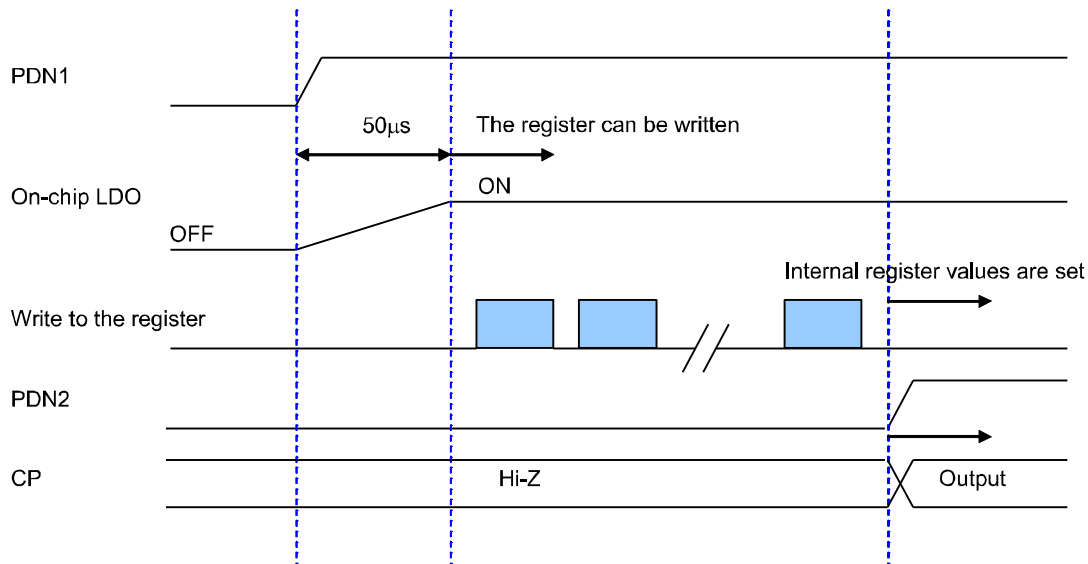 PDN1
50μs
The register can be written
On-chip LDO
ON
OFF
Internal register values are set
Write to the register
PDN2
CP
Hi-Z
Output